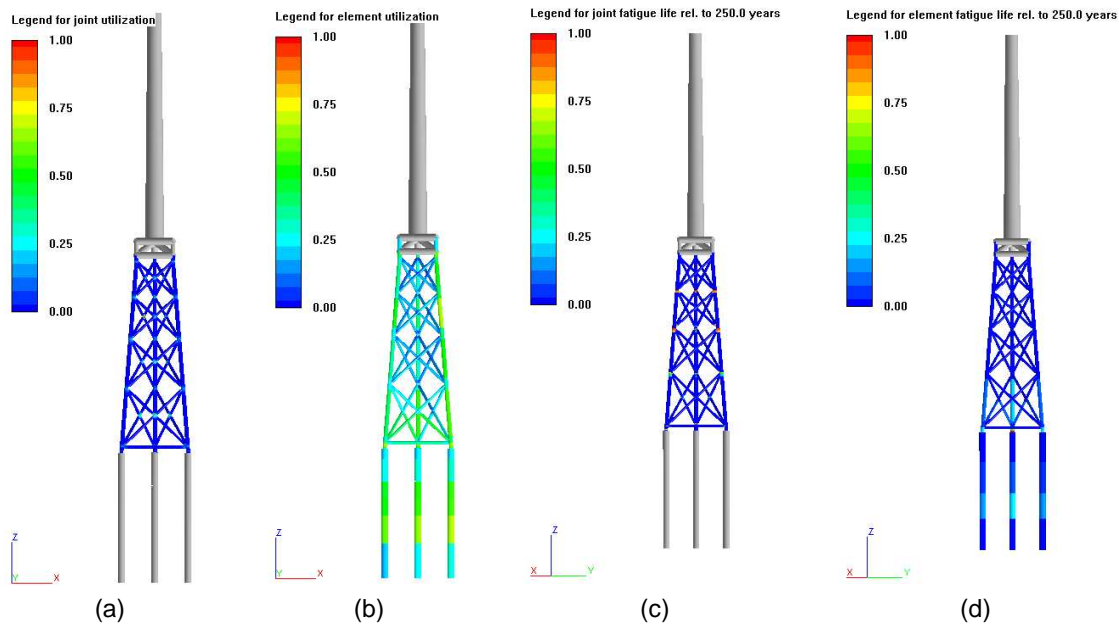 Legend for joint utilization
1.00
0.75
0.50
0.25
0.00
Z
Y
X
(a)
Legend for element utilization
1.00
0.75
0.50
0.25
0.00
Z
Y
X
(b)
Legend for joint fatigue life rel. to 250.0 years
1.00
0.75
0.50
0.25
0.00
Z
X
Y
(c)
Legend for element fatigue life rel. to 250.0 years
1.00
0.75
0.50
0.25
0.00
Z
X
Y
(d)